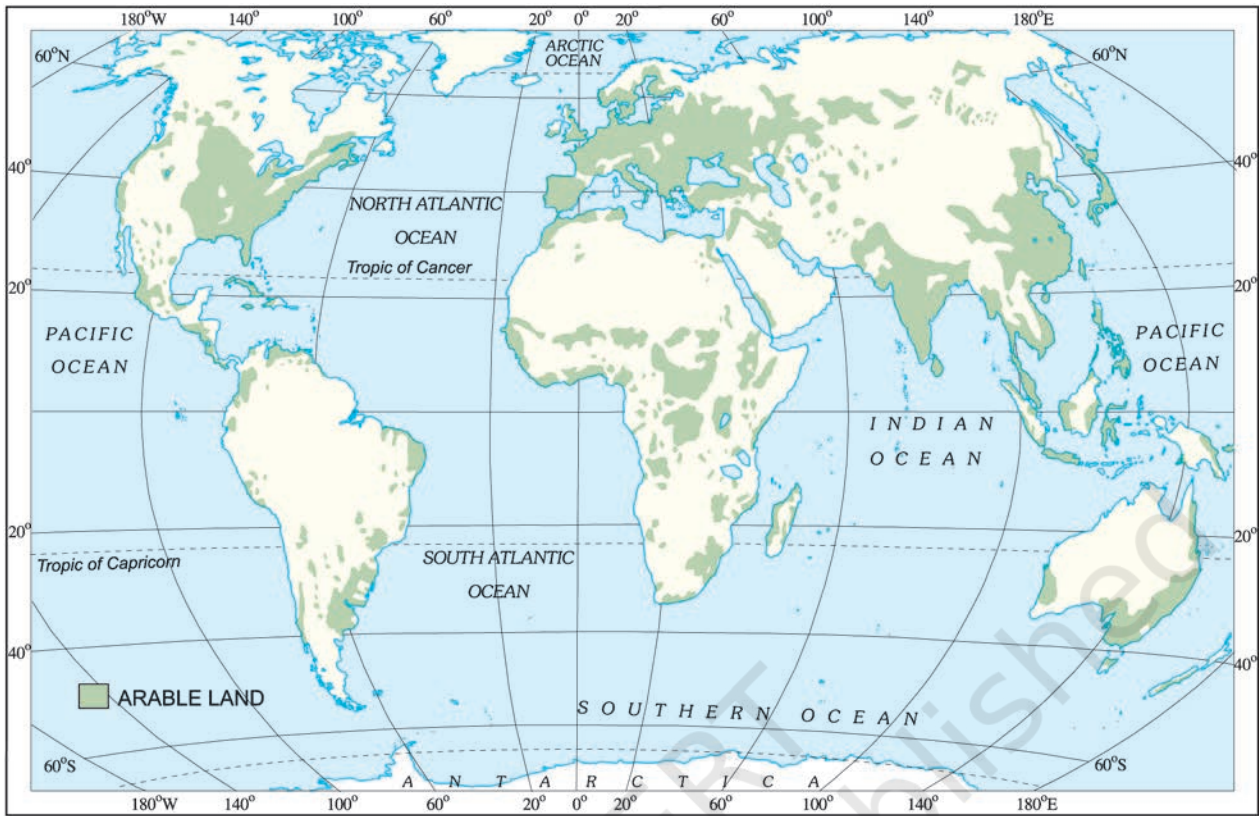 180°W 140° 100° 60° 20° 0° 20° 60° 100° 140° 180°E
60°N
ARCTIC
OCEAN
60°N
40°
40°
NORTH ATLANTIC
OCEAN
Tropic of Cancer
20°
20°
PACIFIC
OCEAN
PACIFIC
OCEAN
INDIAN
OCEAN
20°
20°
Tropic of Capricorn
SOUTH ATLANTIC
OCEAN
40°
40°
ARABLE LAND
SOUTHERN OCEAN
60°S
60°S
ANTARCTICA
180°W 140° 100° 60° 20° 0° 20° 60° 100° 140° 180°E